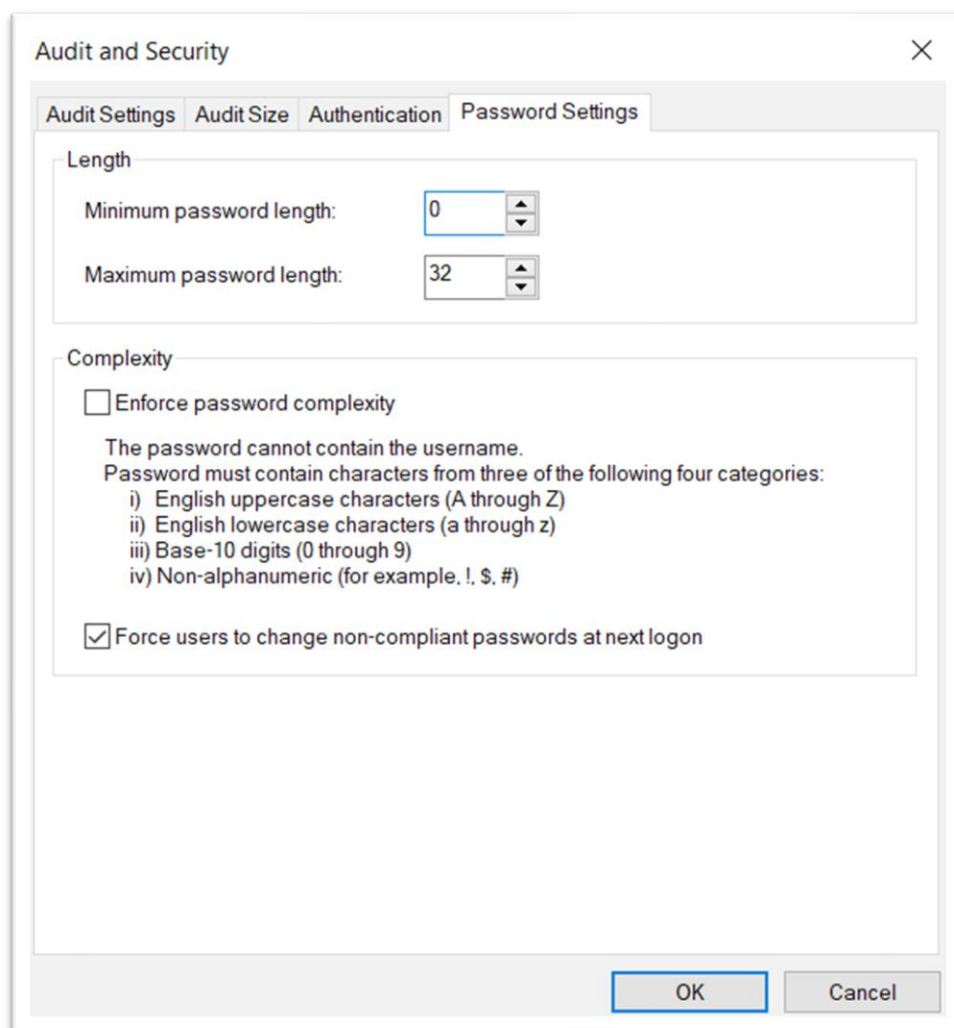 Audit and Security
Audit Settings Audit Size Authentication Password Settings
Length
Minimum password length: 0
Maximum password length: 32
Complexity
Enforce password complexity
The password cannot contain the username.
Password must contain characters from three of the following four categories:
i) English uppercase characters (A through Z)
ii) English lowercase characters (a through z)
iii) Base-10 digits (0 through 9)
iv) Non-alphanumeric (for example, !, $, #)
Force users to change non-compliant passwords at next logon
OK Cancel